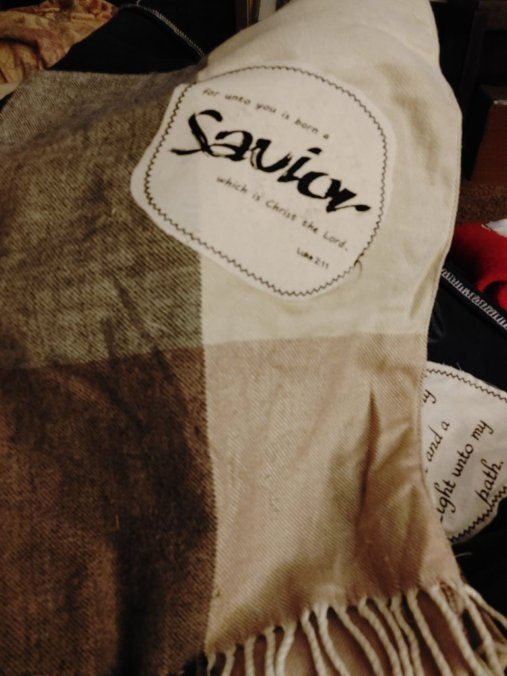 for unto you is born a
Savior
which is Christ the Lord.
Luke 2:11
and a
light unto my
path.